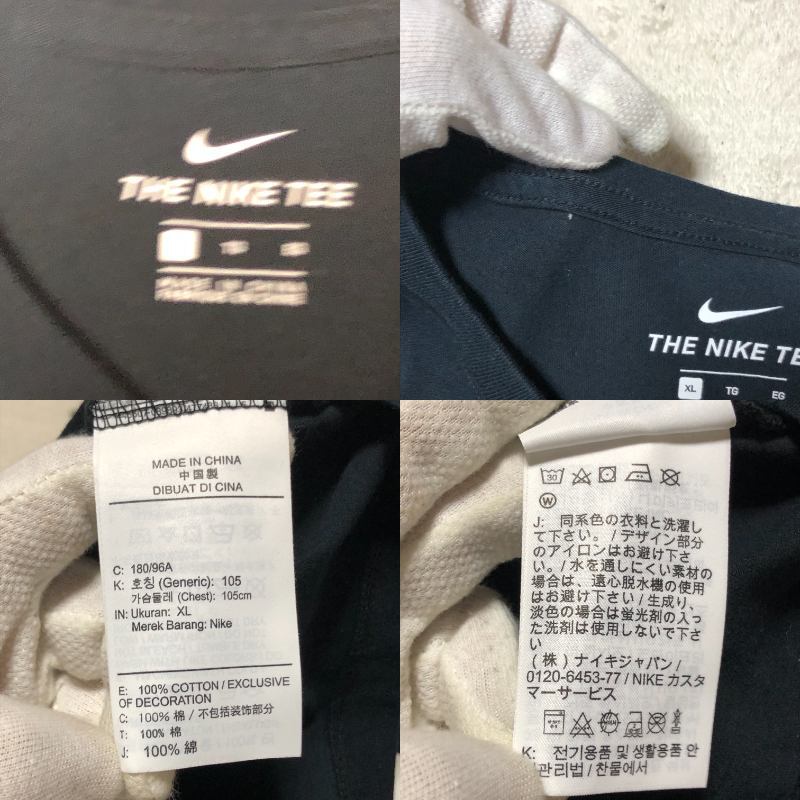 THE NIKE TEE
THE NIKE TE
XL TG EG
MADE IN CHINA
中国製
DIBUAT DI CINA
C: 180/96A
K: 호칭 (Generic): 105
가슴둘레 (Chest): 105cm
IN: Ukuran: XL
Merek Barang: Nike
E: 100% COTTON / EXCLUSIVE
OF DECORATION
C: 100% 棉 / 不包括装饰部分
T: 100% 棉
J: 100% 綿
30
W
J: 同系色の衣料と洗濯し
て下さい。/ デザイン部分
のアイロンはお避け下さ
い。/ 水を通しにくい素材の
場合は、遠心脱水機の使用
はお避け下さい / 生成り、
淡色の場合は蛍光剤の入っ
た洗剤は使用しないで下さ
い
(株) ナイキジャパン /
0120-6453-77 / NIKE カスタ
マーサービス
K: 전기용품 및 생활용품 안
관리법 / 찬물에서